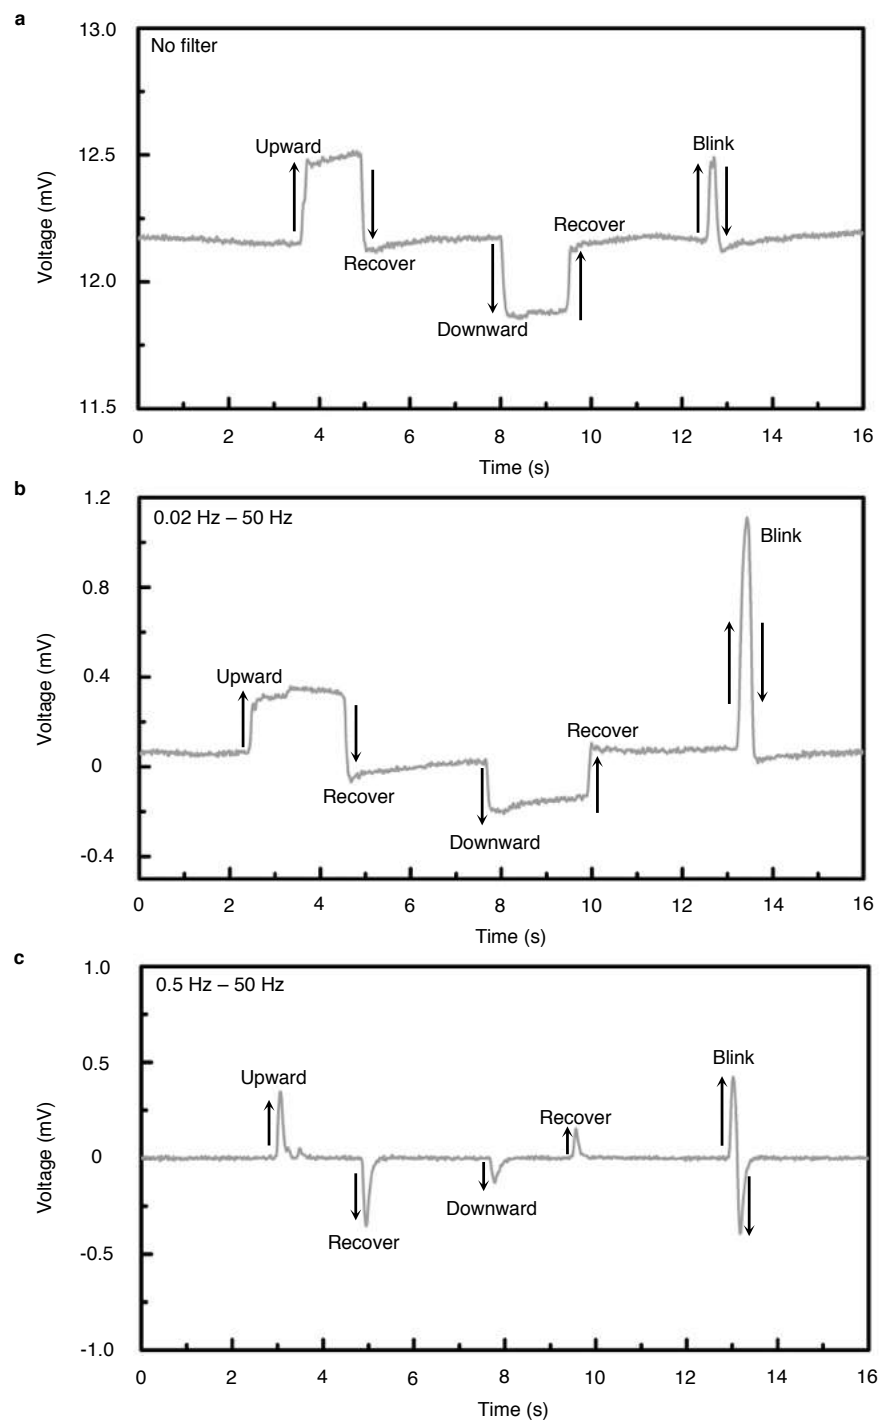 a
13.0
No filter
12.5
12.0
11.5
Voltage (mV)
Upward
Recover
Downward
Recover
Blink
0 2 4 6 8 10 12 14 16
Time (s)
b
1.2
0.02 Hz – 50 Hz
0.8
0.4
0
-0.4
Voltage (mV)
Upward
Recover
Downward
Recover
Blink
0 2 4 6 8 10 12 14 16
Time (s)
c
1.0
0.5 Hz – 50 Hz
0.5
0
-0.5
-1.0
Voltage (mV)
Upward
Recover
Downward
Recover
Blink
0 2 4 6 8 10 12 14 16
Time (s)